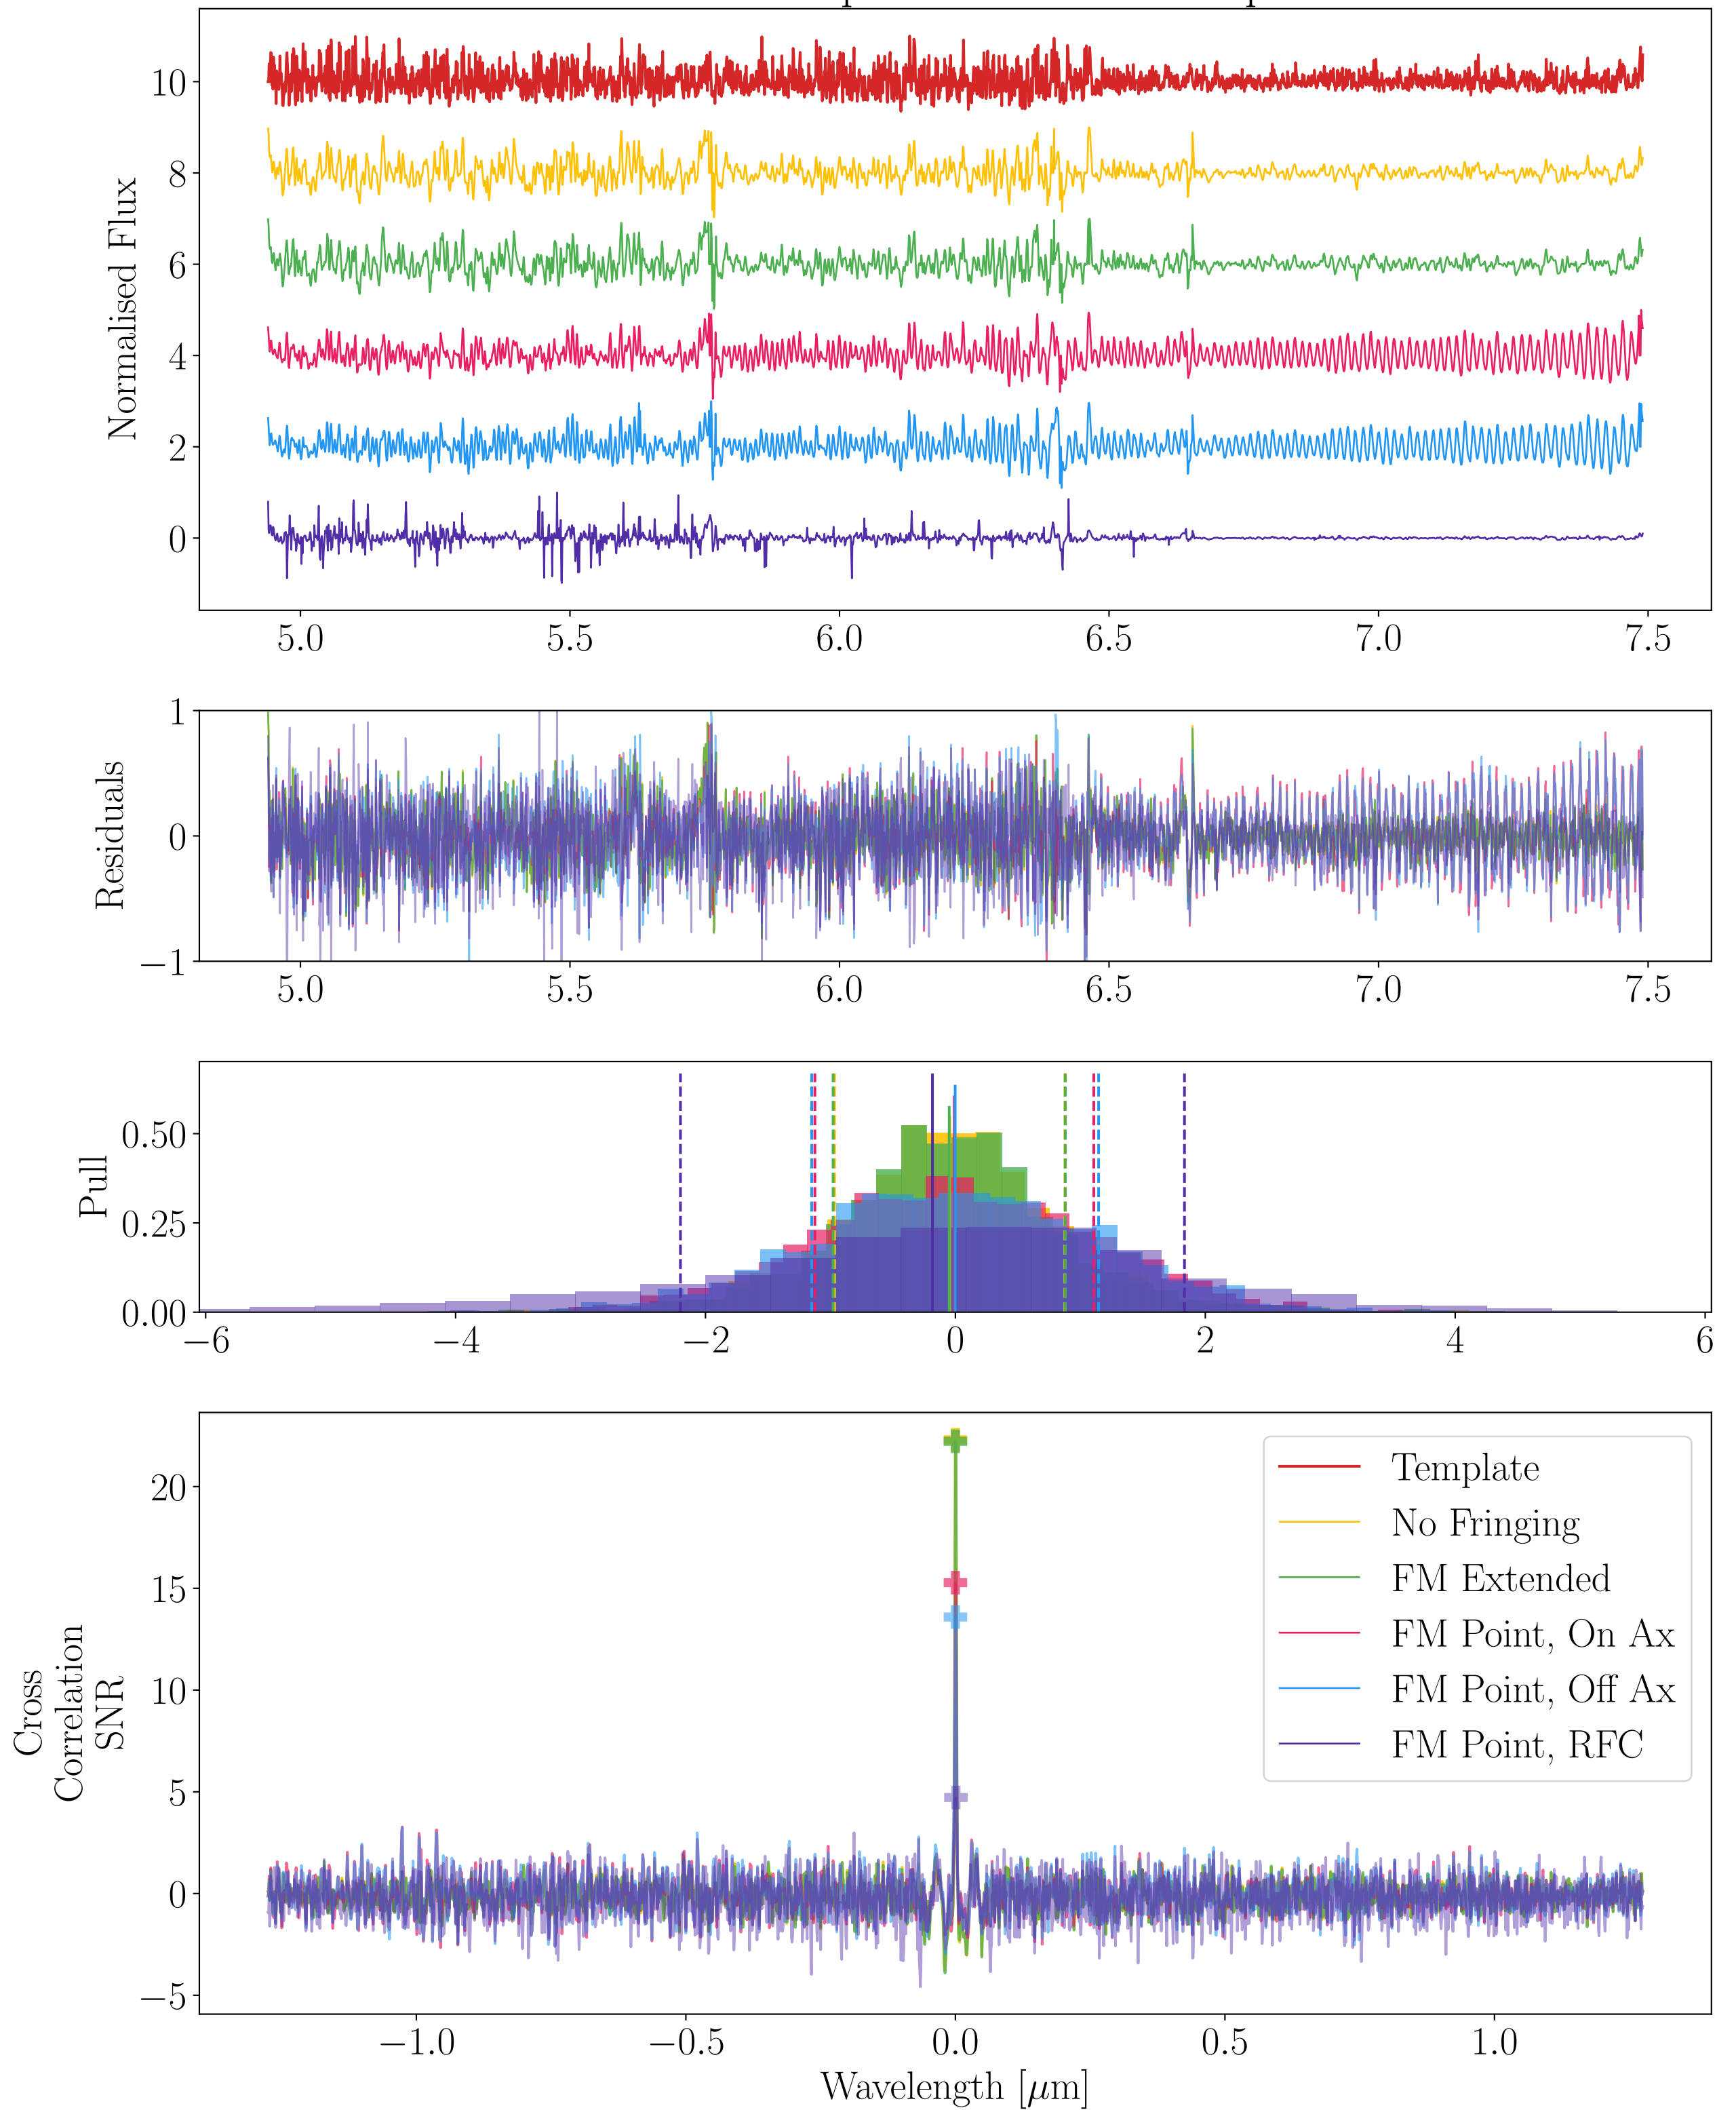 Normalised Flux
10
8
6
4
2
0
5.0 5.5 6.0 6.5 7.0 7.5
Residuals
1
0
−1
5.0 5.5 6.0 6.5 7.0 7.5
Pull
0.50
0.25
0.00
−6 −4 −2 0 2 4 6
Cross
Correlation
SNR
20
15
10
5
0
−5
Template
No Fringing
FM Extended
FM Point, On Ax
FM Point, Off Ax
FM Point, RFC
−1.0 −0.5 0.0 0.5 1.0
Wavelength [μm]